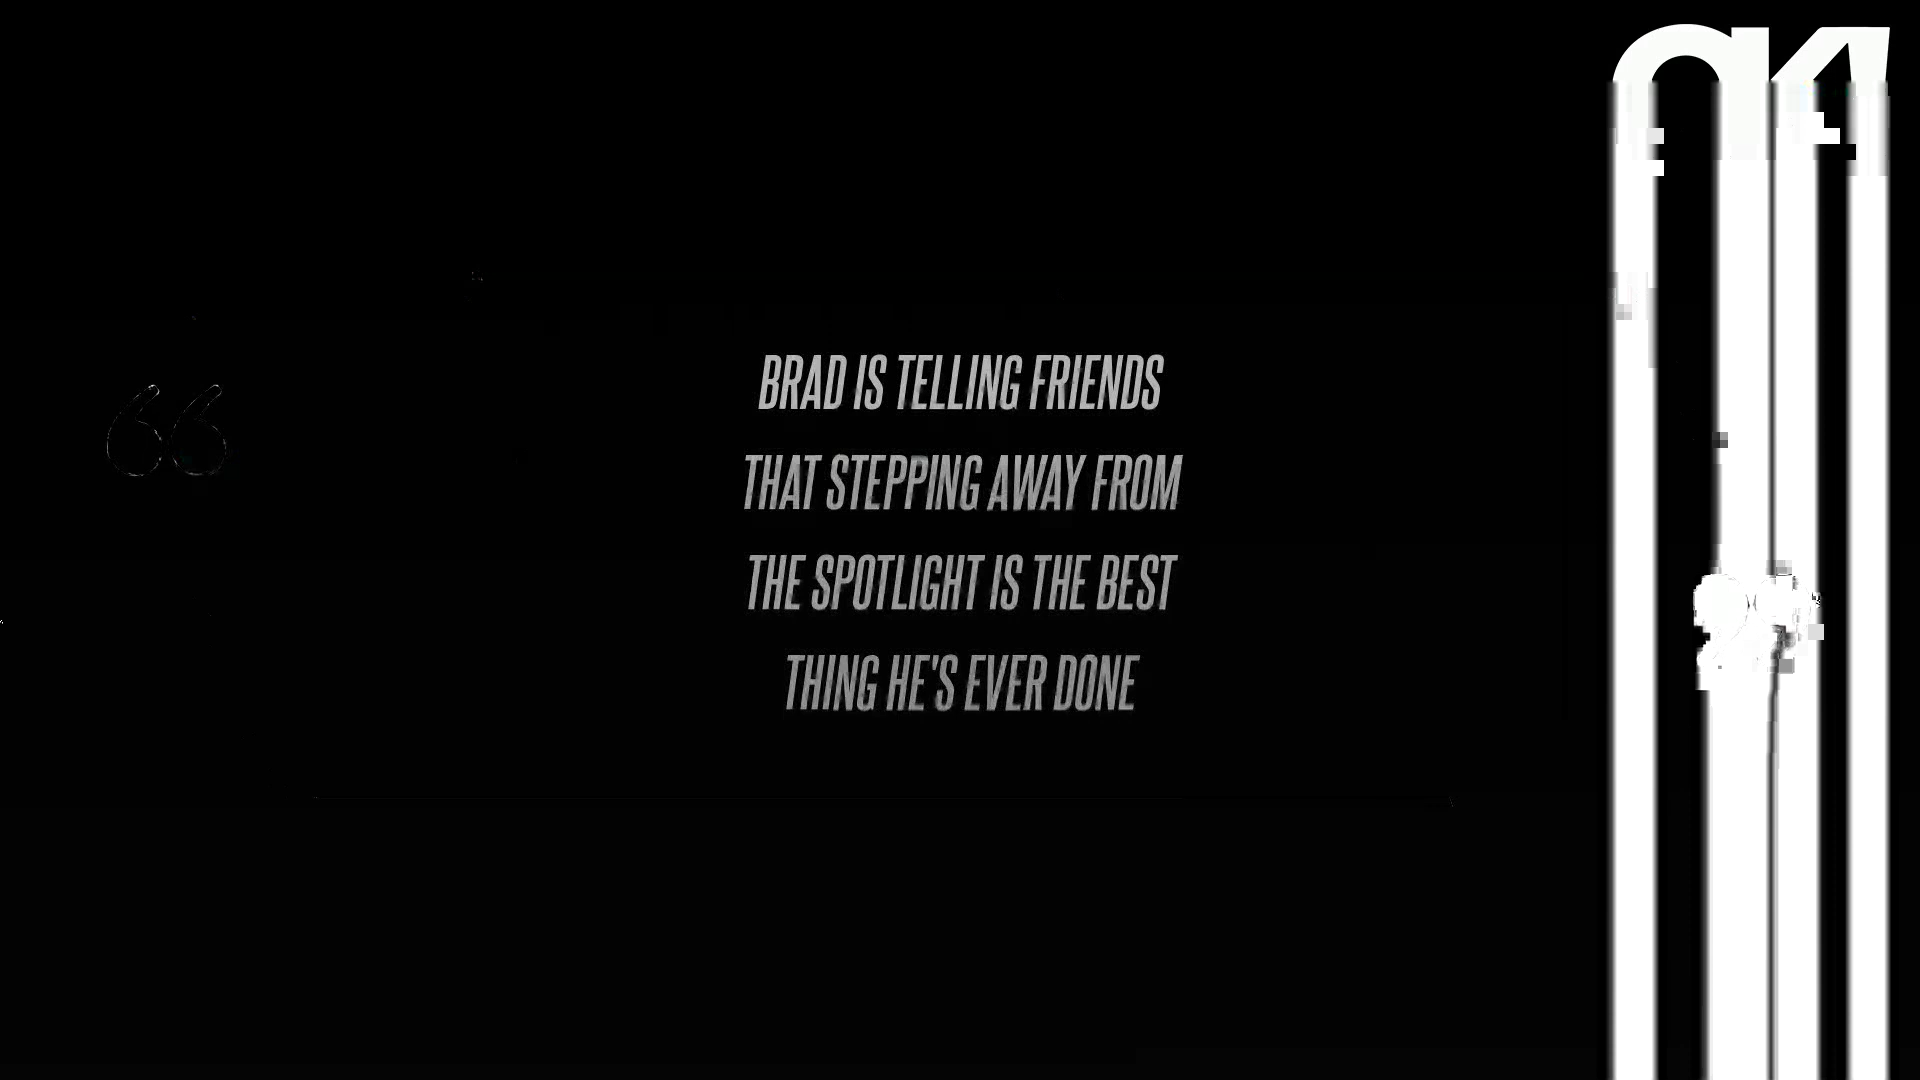 BRAD IS TELLING FRIENDS
THAT STEPPING AWAY FROM
THE SPOTLIGHT IS THE BEST
THING HE'S EVER DONE